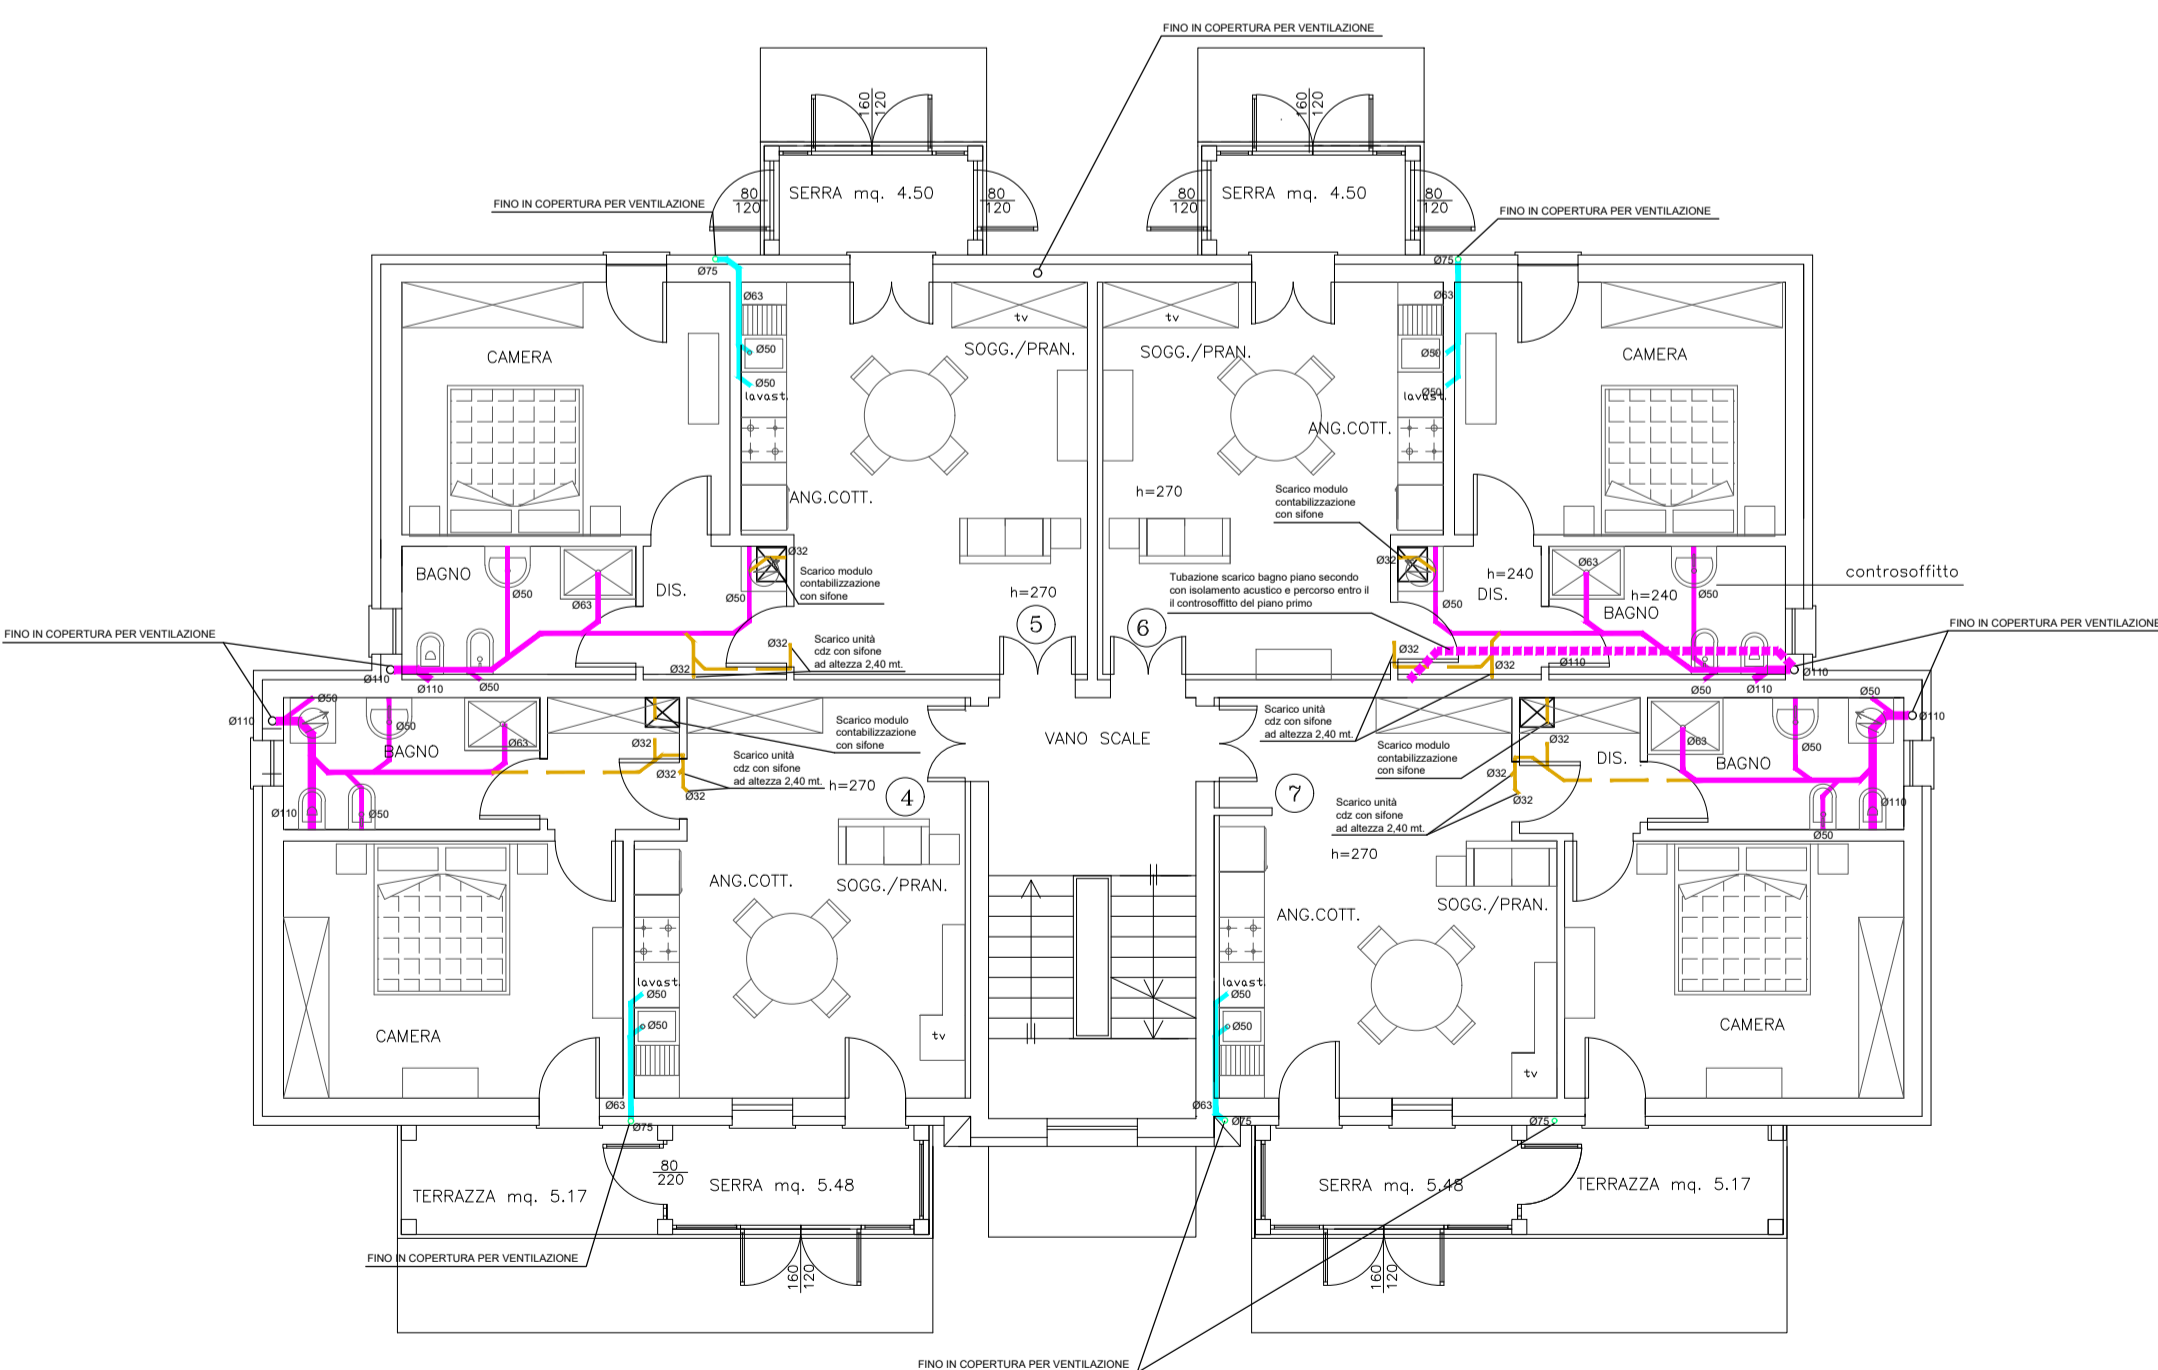 FINO IN COPERTURA PER VENTILAZIONE
160
120
160
120
SERRA mq. 4.50
SERRA mq. 4.50
80
120
80
120
80
120
80
120
FINO IN COPERTURA PER VENTILAZIONE
FINO IN COPERTURA PER VENTILAZIONE
Ø75
Ø75
Ø63
Ø63
tv
tv
CAMERA
Ø50
SOGG./PRAN.
SOGG./PRAN.
Ø50
CAMERA
Ø50
Ø50
lavast.
lavast.
ANG.COTT.
ANG.COTT.
h=270
Scarico modulo
contabilizzazione
con sifone
Ø32
Ø32
BAGNO
Scarico modulo
contabilizzazione
con sifone
Tubazione scarico bagno piano secondo
con isolamento acustico e percorso entro il
il controsoffitto del piano primo
h=240
Ø63
controsoffitto
DIS.
Ø50
Ø63
Ø50
h=270
Ø50
DIS.
h=240
BAGNO
Ø50
5
6
FINO IN COPERTURA PER VENTILAZIONE
FINO IN COPERTURA PER VENTILAZIONE
Scarico unità
cdz con sifone
ad altezza 2,40 mt.
Ø32
Ø32
Ø32
Ø32
Ø110
Ø110
Ø110
Ø50
Ø110
Ø50
Ø110
Ø50
Ø50
Ø110
Ø50
BAGNO
Ø63
Scarico modulo
contabilizzazione
con sifone
Ø32
Scarico unità
cdz con sifone
ad altezza 2,40 mt.
Ø32
Ø32
h=270
4
VANO SCALE
Scarico unità
cdz con sifone
ad altezza 2,40 mt.
Scarico modulo
contabilizzazione
con sifone
Ø32
Ø32
Ø32
DIS.
Ø63
BAGNO
Ø50
Ø110
7
Scarico unità
cdz con sifone
ad altezza 2,40 mt.
h=270
Ø110
Ø50
Ø110
Ø50
ANG.COTT.
SOGG./PRAN.
ANG.COTT.
SOGG./PRAN.
lavast.
Ø50
Ø50
lavast.
Ø50
Ø50
CAMERA
tv
tv
CAMERA
Ø63
Ø75
Ø63
Ø75
Ø75
TERRAZZA mq. 5.17
80
220
SERRA mq. 5.48
SERRA mq. 5.48
TERRAZZA mq. 5.17
FINO IN COPERTURA PER VENTILAZIONE
160
120
160
120
FINO IN COPERTURA PER VENTILAZIONE